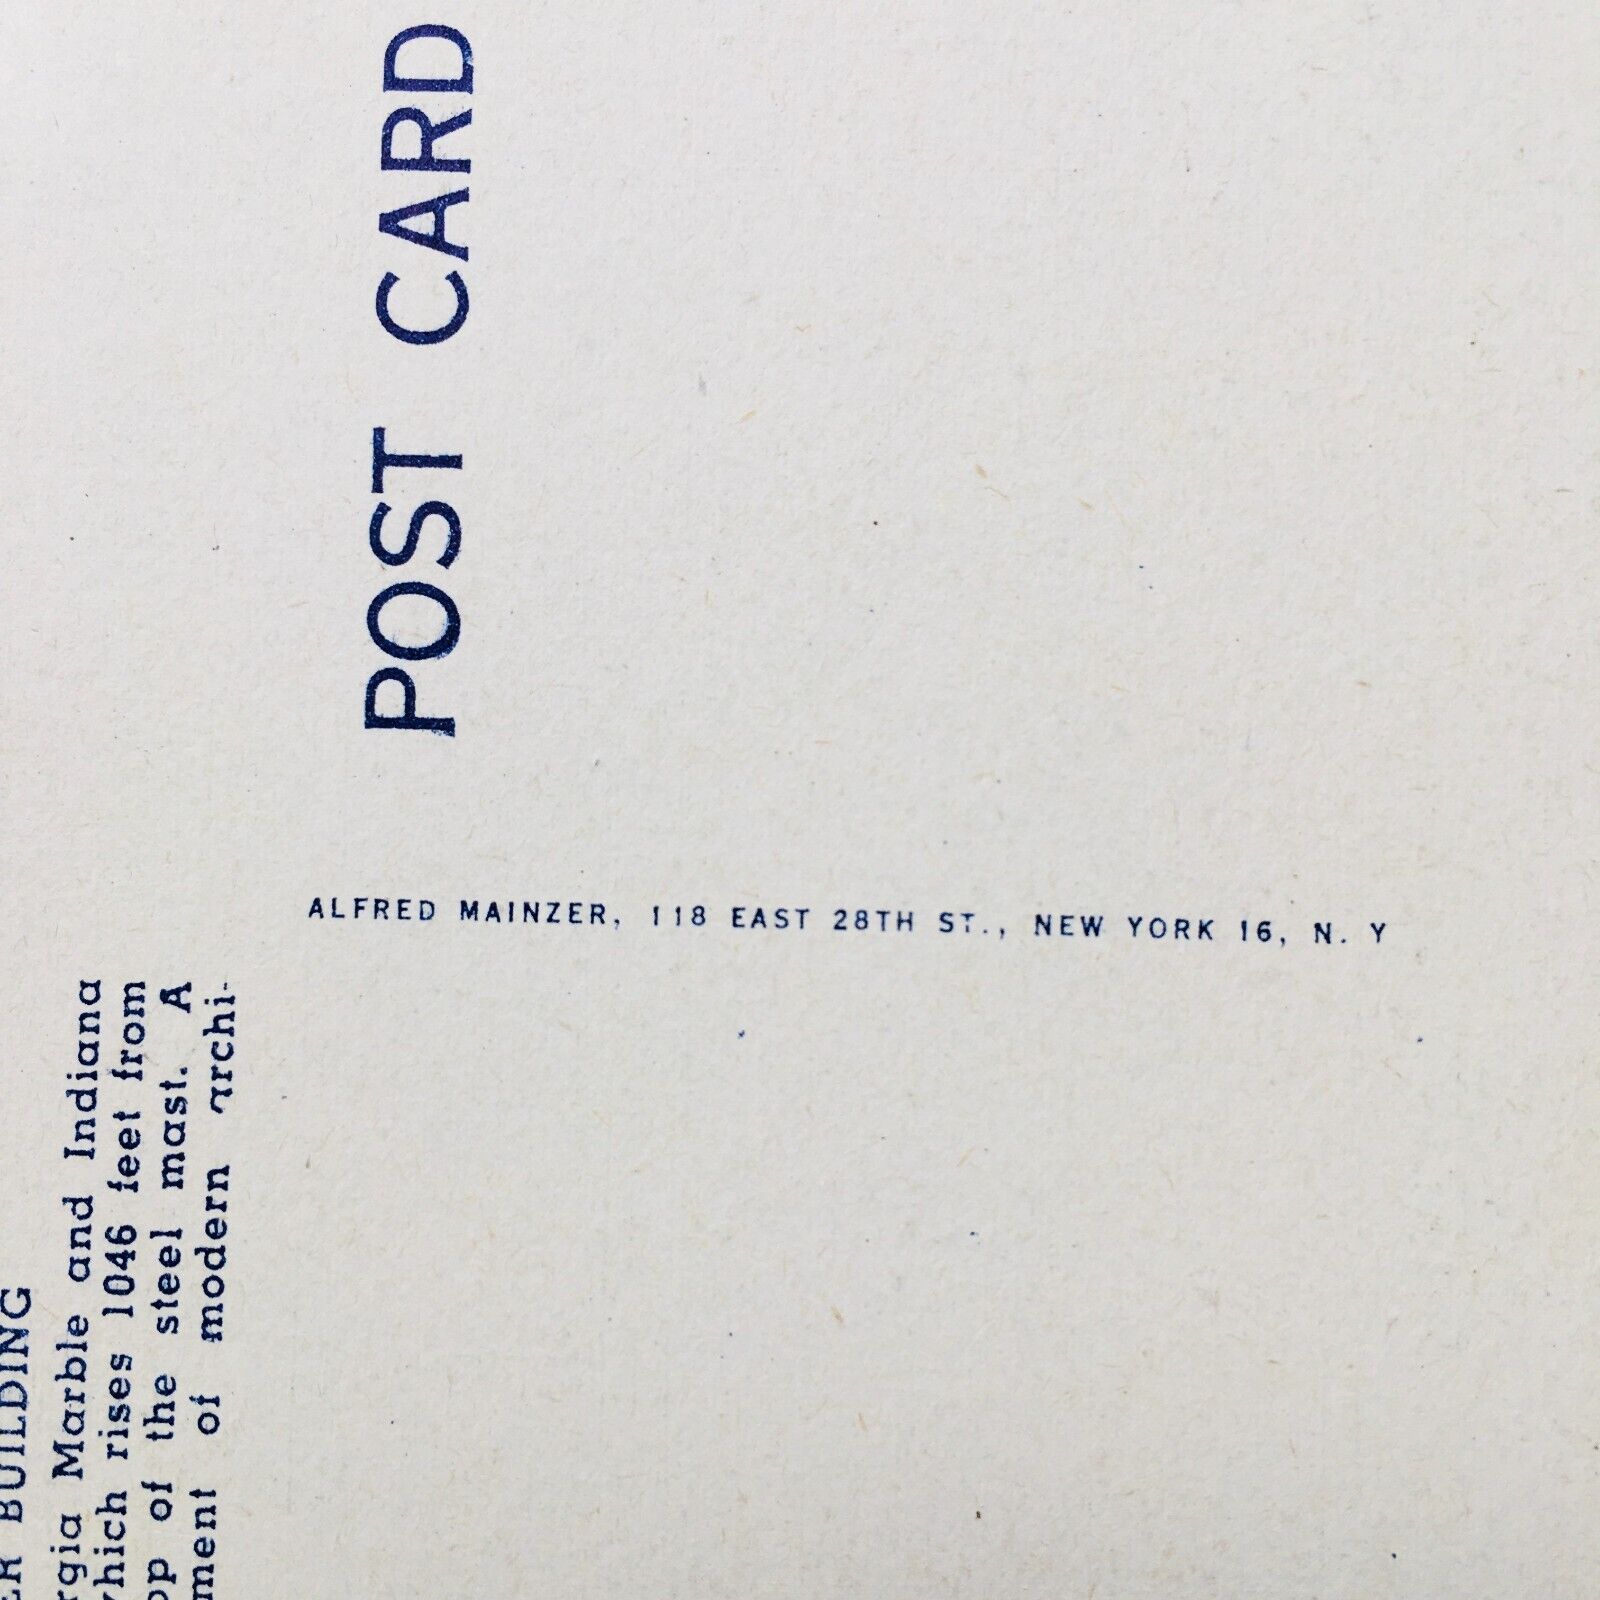 POST CARD
ALFRED MAINZER, 118 EAST 28TH ST., NEW YORK 16, N. Y
BUILDING
Marble and Indiana
rises 1046 feet from
of the steel mast. A
of modern archi-